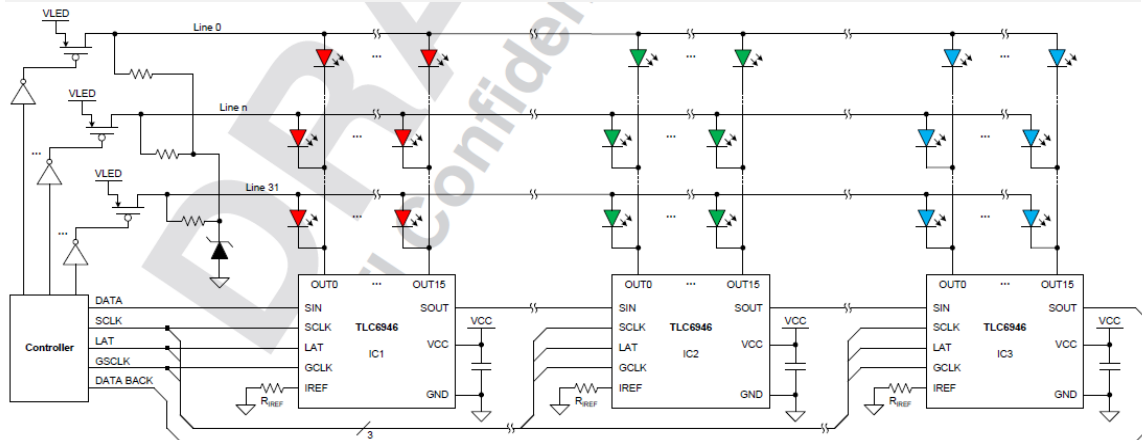 VLED
Line 0
...
...
...
VLED
Line n
...
...
...
...
VLED
Line 31
...
...
...
...
DRA
TI Confiden
OUT0 ... OUT15
OUT0 ... OUT15
OUT0 ... OUT15
Controller
DATA
SCLK
LAT
GSCLK
DATA BACK
SIN
SOUT
SCLK
TLC6946
LAT
IC1
GCLK
IREF
VCC
GND
VCC
RIREF
SIN
SOUT
SCLK
TLC6946
LAT
IC2
GCLK
IREF
VCC
GND
VCC
RIREF
SIN
SOUT
SCLK
TLC6946
LAT
IC3
GCLK
IREF
VCC
GND
VCC
RIREF
3